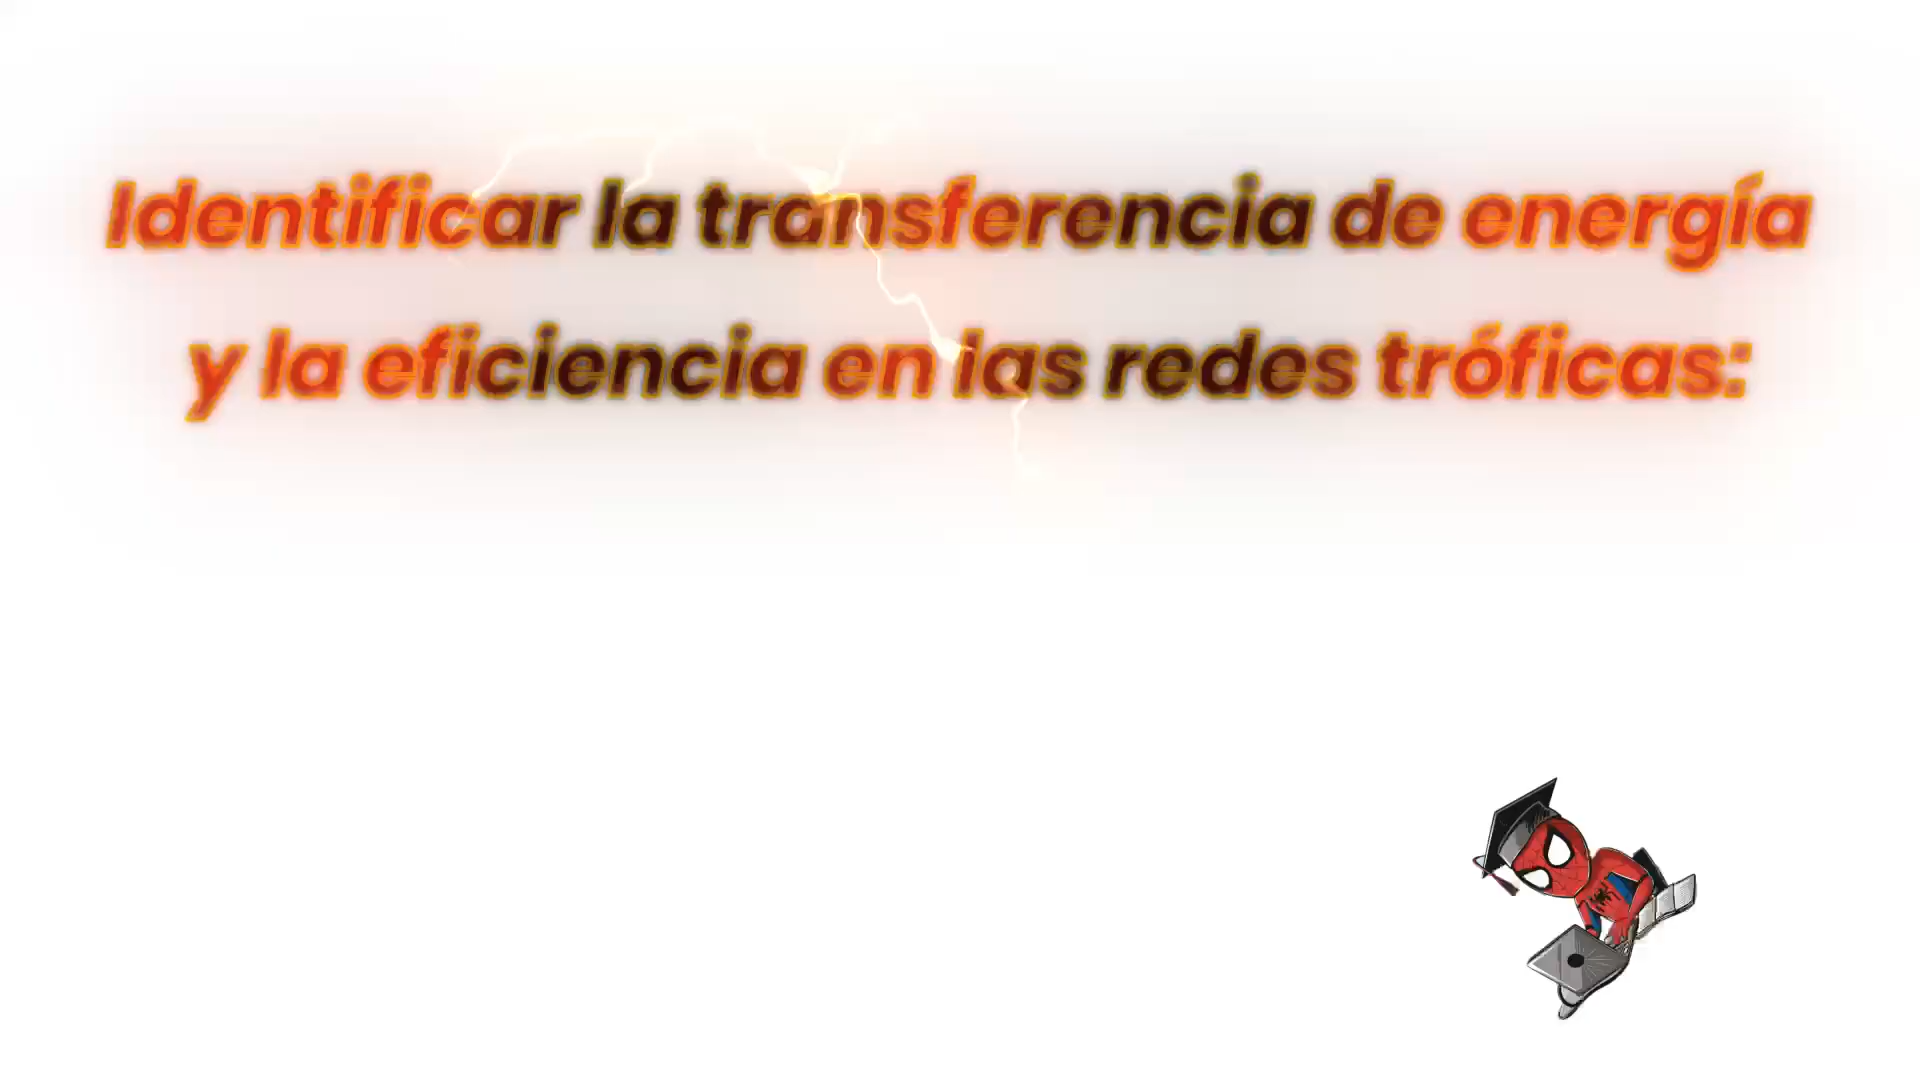 Identificar la transferencia de energía
y la eficiencia en las redes tróficas: